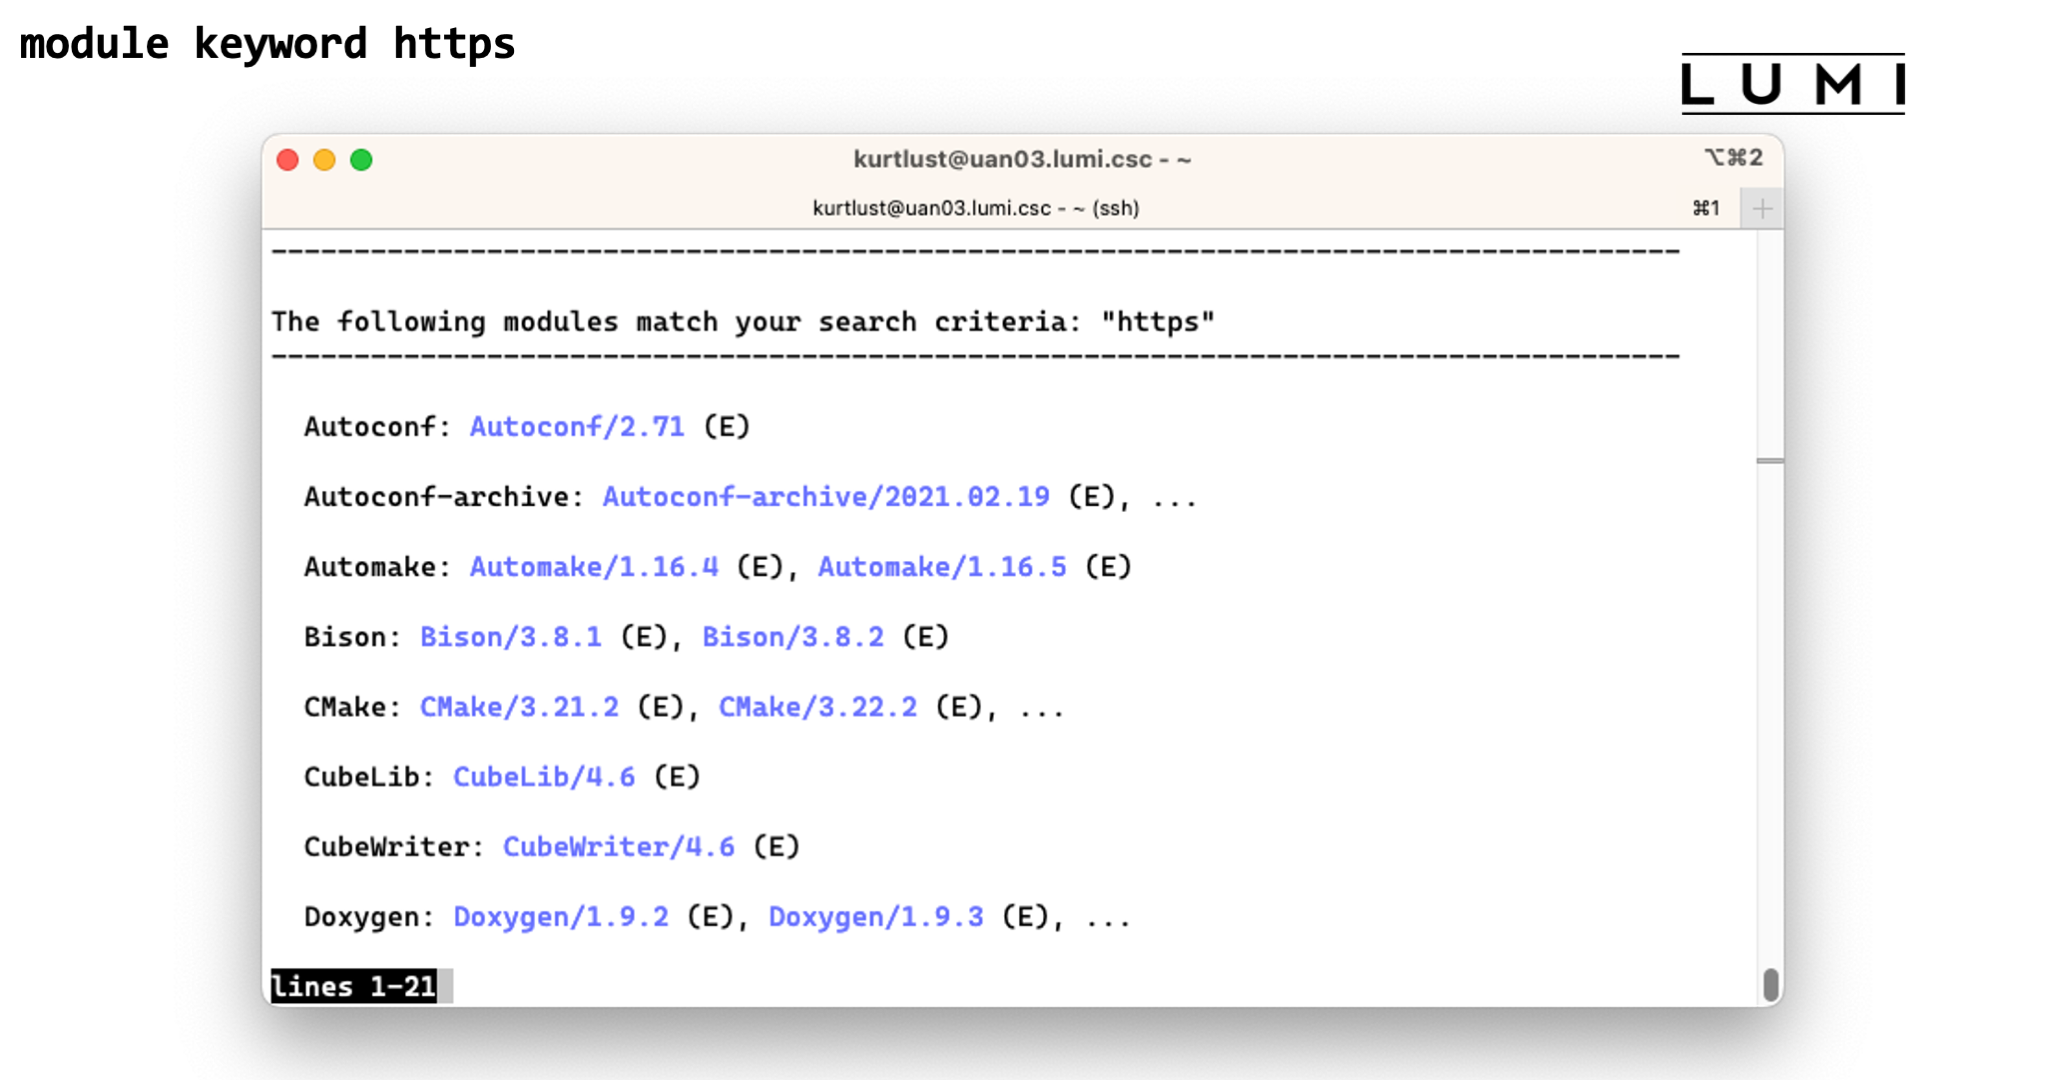 module keyword https
LUMI
kurtlust@uan03.lumi.csc - ~
⌥⌘2
kurtlust@uan03.lumi.csc - ~ (ssh)
⌘1
+
--------------------------------------------------------------------------------------
The following modules match your search criteria: "https"
--------------------------------------------------------------------------------------
Autoconf: Autoconf/2.71 (E)
Autoconf-archive: Autoconf-archive/2021.02.19 (E), ...
Automake: Automake/1.16.4 (E), Automake/1.16.5 (E)
Bison: Bison/3.8.1 (E), Bison/3.8.2 (E)
CMake: CMake/3.21.2 (E), CMake/3.22.2 (E), ...
CubeLib: CubeLib/4.6 (E)
CubeWriter: CubeWriter/4.6 (E)
Doxygen: Doxygen/1.9.2 (E), Doxygen/1.9.3 (E), ...
lines 1-21